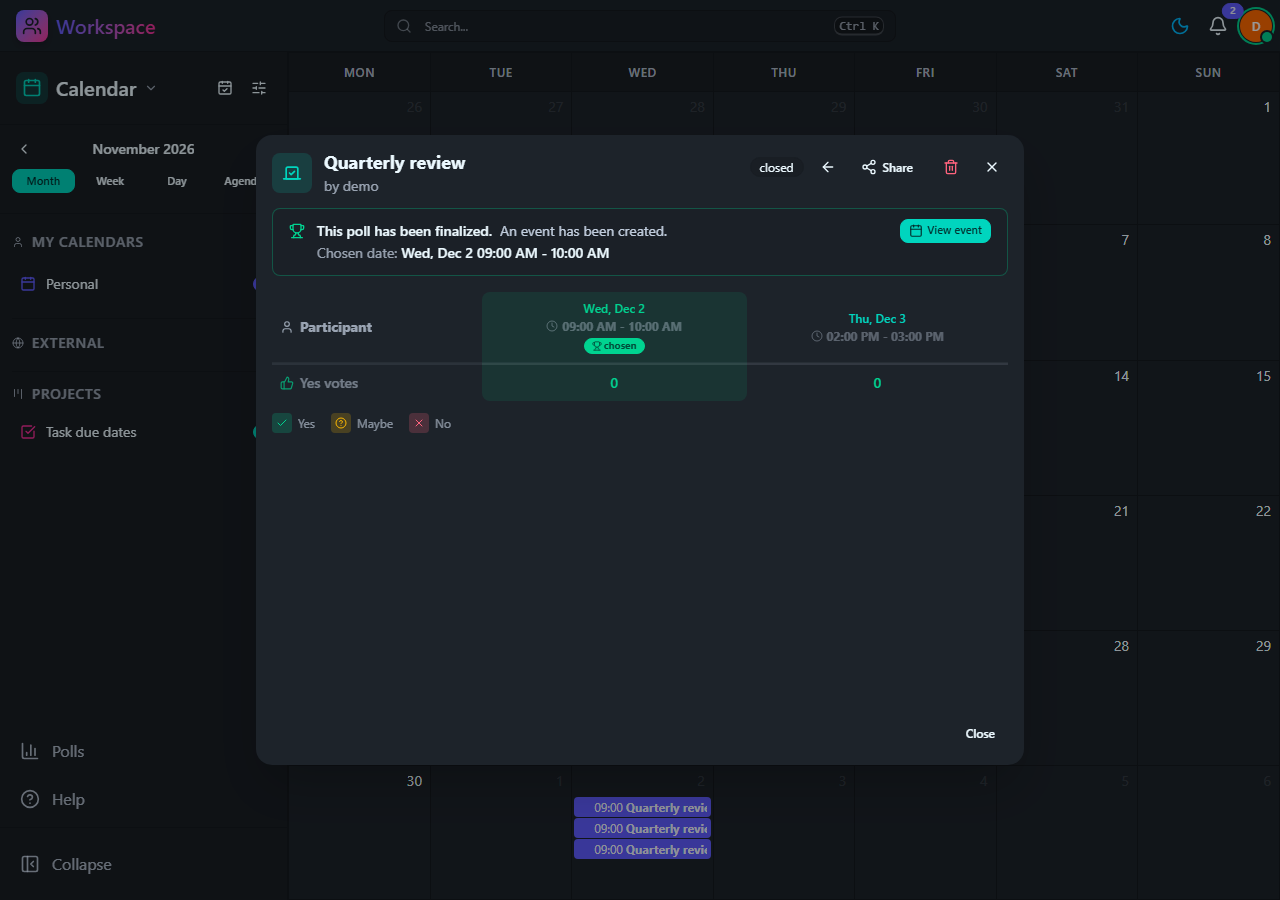 Workspace
Search...
Ctrl K
2
D
Calendar
MON TUE WED THU FRI SAT SUN
26 27 28 29 30 31 1
November 2026
Month Week Day Agend
MY CALENDARS
Personal
EXTERNAL
PROJECTS
Task due dates
Polls
Help
Collapse
Quarterly review
by demo
closed
Share
This poll has been finalized. An event has been created.
View event
Chosen date: Wed, Dec 2 09:00 AM - 10:00 AM
Participant
Wed, Dec 2
09:00 AM - 10:00 AM
chosen
Thu, Dec 3
02:00 PM - 03:00 PM
Yes votes 0 0
Yes Maybe No
Close
7 8
14 15
21 22
28 29
30 1 2 3 4 5 6
09:00 Quarterly revie
09:00 Quarterly revie
09:00 Quarterly revie